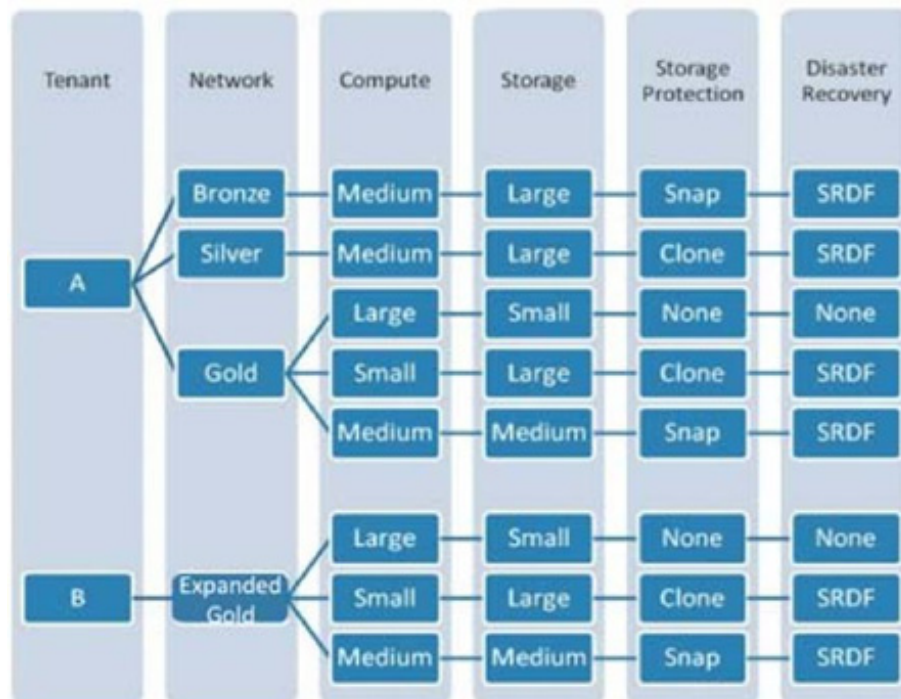 Tenant
Network
Compute
Storage
Storage
Protection
Disaster
Recovery
A
Bronze
Medium
Large
Snap
SRDF
Silver
Medium
Large
Clone
SRDF
Gold
Large
Small
None
None
Small
Large
Clone
SRDF
Medium
Medium
Snap
SRDF
B
Expanded
Gold
Large
Small
None
None
Small
Large
Clone
SRDF
Medium
Medium
Snap
SRDF